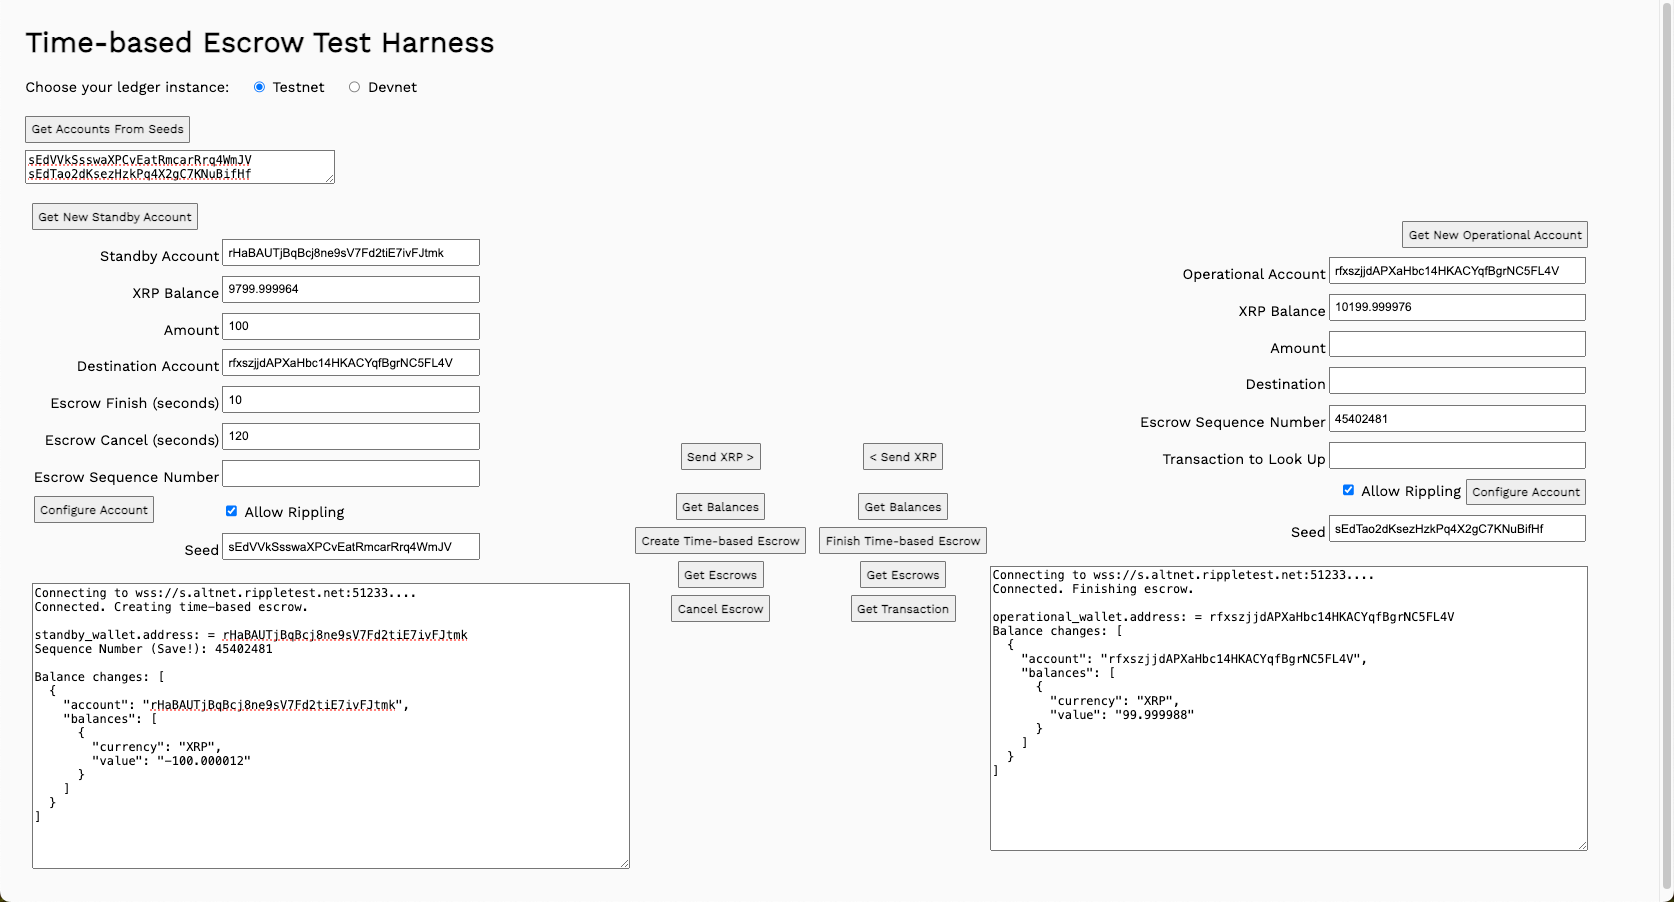 Time-based Escrow Test Harness
Choose your ledger instance: Testnet Devnet
Get Accounts From Seeds
sEdVVkSsswaXPCvEatRmcarRrq4WmJV
sEdTao2dKsezHzkPq4X2gC7KNuBifHf
Get New Standby Account
Standby Account rHaBAUTjBqBcj8ne9sV7Fd2tiE7ivFJtmk
XRP Balance 9799.999964
Amount 100
Destination Account rfxszjjdAPXaHbc14HKACYqfBgrNC5FL4V
Escrow Finish (seconds) 10
Escrow Cancel (seconds) 120
Escrow Sequence Number
Configure Account Allow Rippling
Seed sEdVVkSsswaXPCvEatRmcarRrq4WmJV
Connecting to wss://s.altnet.rippletest.net:51233....
Connected. Creating time-based escrow.
standby_wallet.address: = rHaBAUTjBqBcj8ne9sV7Fd2tiE7ivFJtmk
Sequence Number (Save!): 45402481
Balance changes: [
{
"account": "rHaBAUTjBqBcj8ne9sV7Fd2tiE7ivFJtmk",
"balances": [
{
"currency": "XRP",
"value": "-100.000012"
}
]
}
]
Send XRP >
Get Balances
Create Time-based Escrow
Get Escrows
Cancel Escrow
< Send XRP
Get Balances
Finish Time-based Escrow
Get Escrows
Get Transaction
Get New Operational Account
Operational Account rfxszjjdAPXaHbc14HKACYqfBgrNC5FL4V
XRP Balance 10199.999976
Amount
Destination
Escrow Sequence Number 45402481
Transaction to Look Up
Allow Rippling Configure Account
Seed sEdTao2dKsezHzkPq4X2gC7KNuBifHf
Connecting to wss://s.altnet.rippletest.net:51233....
Connected. Finishing escrow.
operational_wallet.address: = rfxszjjdAPXaHbc14HKACYqfBgrNC5FL4V
Balance changes: [
{
"account": "rfxszjjdAPXaHbc14HKACYqfBgrNC5FL4V",
"balances": [
{
"currency": "XRP",
"value": "99.999988"
}
]
}
]